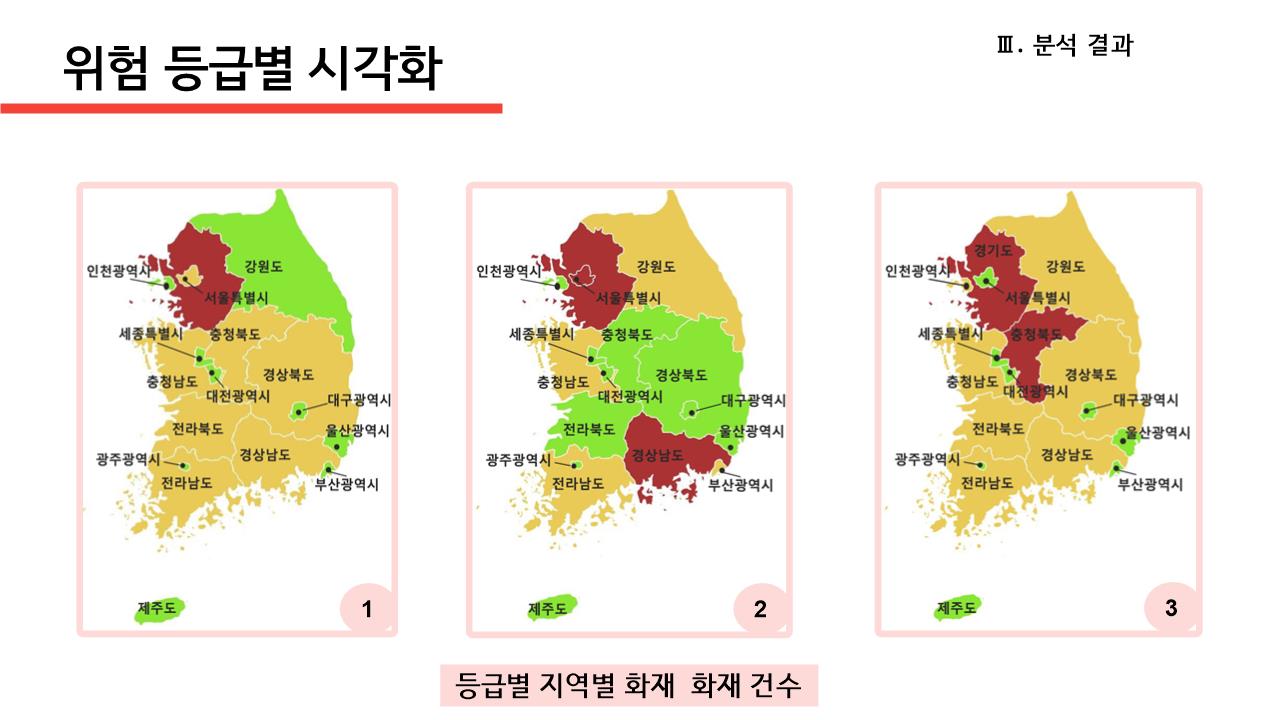 위험 등급별 시각화
Ⅲ. 분석 결과
인천광역시
강원도
서울특별시
세종특별시
충청북도
충청남도
대전광역시
경상북도
대구광역시
전라북도
울산광역시
경상남도
광주광역시
전라남도
부산광역시
제주도
1
인천광역시
강원도
서울특별시
세종특별시
충청북도
충청남도
대전광역시
경상북도
대구광역시
전라북도
울산광역시
경상남도
광주광역시
전라남도
부산광역시
제주도
2
경기도
인천광역시
강원도
서울특별시
세종특별시
충청북도
충청남도
대전광역시
경상북도
대구광역시
전라북도
울산광역시
경상남도
광주광역시
전라남도
부산광역시
제주도
3
등급별 지역별 화재 화재 건수